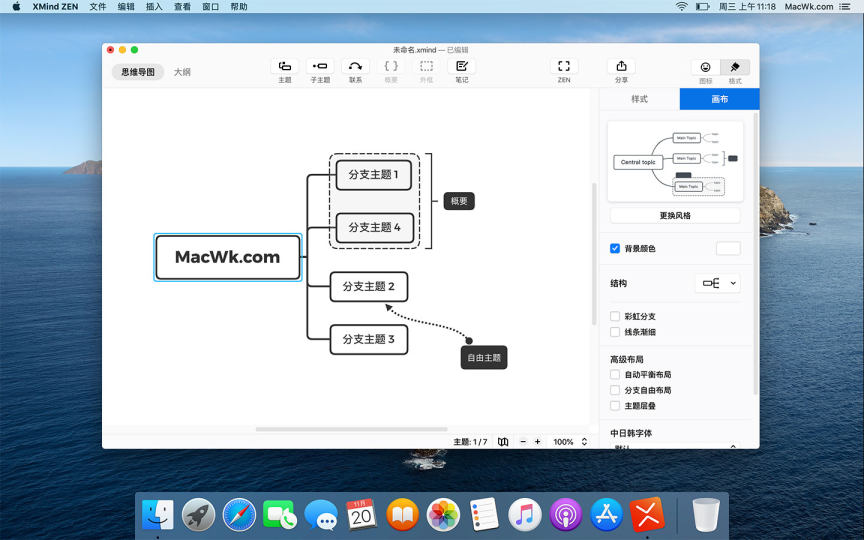 XMind ZEN 文件 编辑 插入 查看 窗口 帮助 周三 上午11:18 MacWk.com
未命名.xmind — 已编辑
思维导图 大纲
主题 子主题 联系 概要 外框 笔记 ZEN 分享 图标 格式
样式 画布
Central topic
Main Topic
Main Topic
Main Topic
更换风格
背景颜色
结构
彩虹分支
线条渐细
高级布局
自动平衡布局
分支自由布局
主题层叠
中日韩字体
默认
MacWk.com
分支主题 1
分支主题 4
概要
分支主题 2
分支主题 3
自由主题
主题: 1 / 7 100%
11月
20